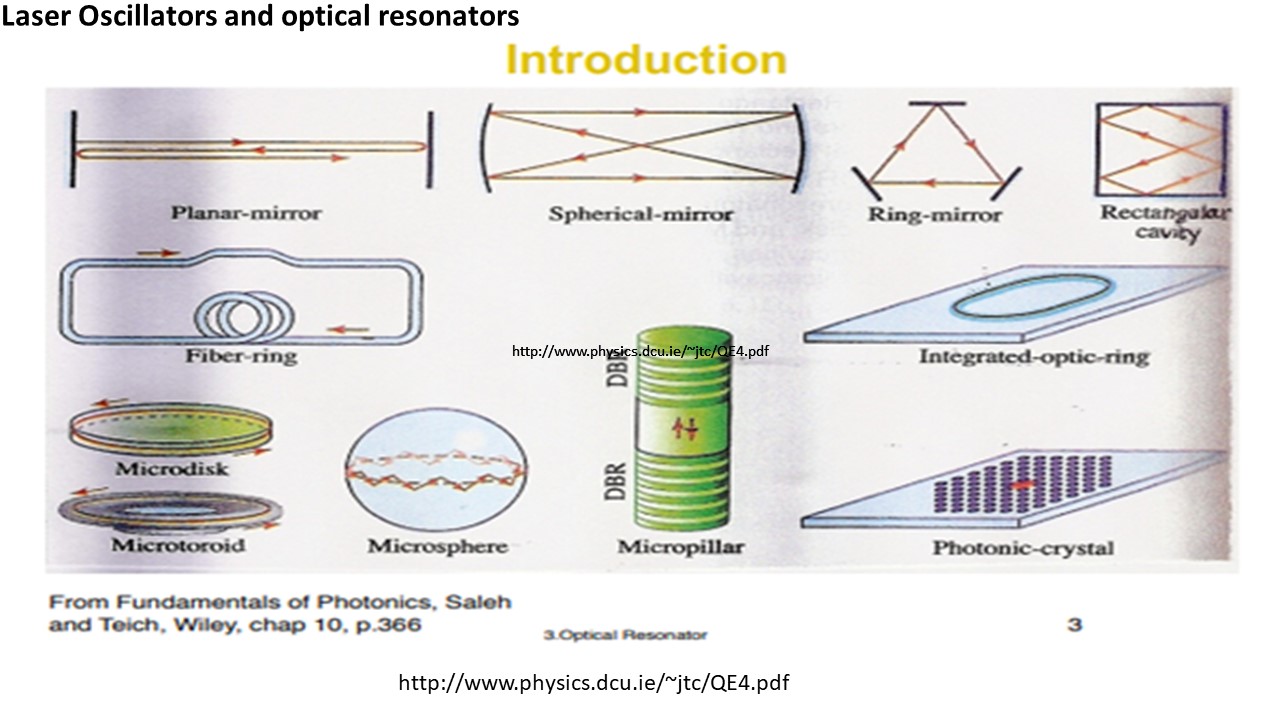 Laser Oscillators and optical resonators
Introduction
Planar-mirror
Spherical-mirror
Ring-mirror
Rectangular
cavity
Fiber-ring
http://www.physics.dcu.ie/~jtc/QE4.pdf
DBR
Integrated-optic-ring
Microdisk
DBR
Microtoroid
Microsphere
Micropillar
Photonic-crystal
From Fundamentals of Photonics, Saleh
and Teich, Wiley, chap 10, p.366
3.Optical Resonator
3
http://www.physics.dcu.ie/~jtc/QE4.pdf